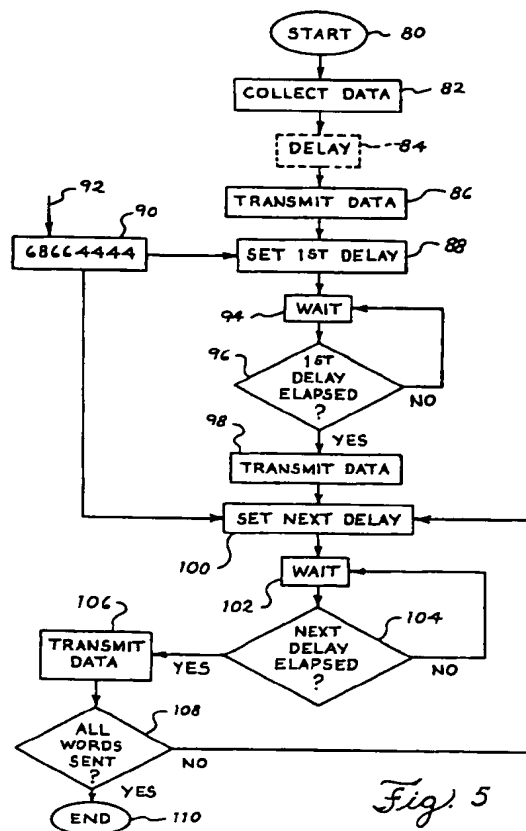 START
80
COLLECT DATA
82
DELAY
84
92
TRANSMIT DATA
86
90
68664444
SET 1ST DELAY
88
94
WAIT
96
1ST
DELAY
ELAPSED
?
NO
YES
98
TRANSMIT DATA
SET NEXT DELAY
100
WAIT
102
106
TRANSMIT
DATA
YES
NEXT
DELAY
ELAPSED
?
104
NO
108
ALL
WORDS
SENT
?
NO
YES
END
110
Fig. 5